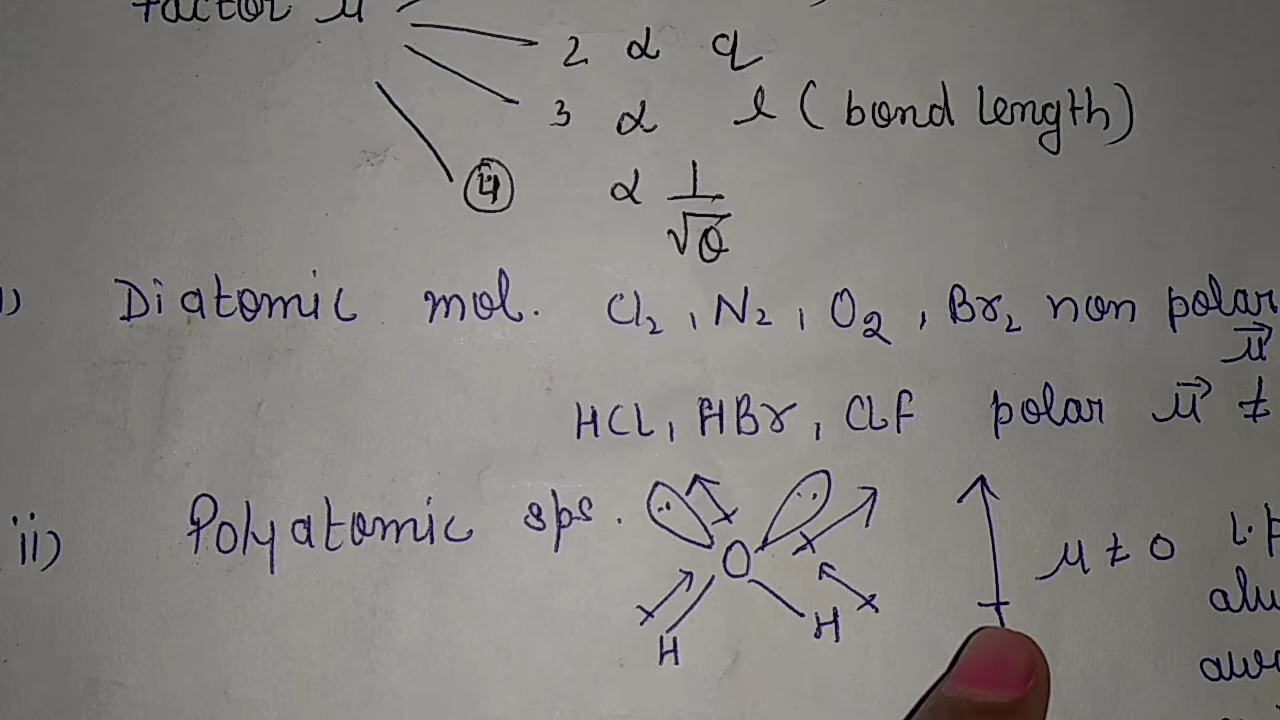 factor μ
2 α q
3 α l (bond length)
④ α 1/√θ
i) Diatomic mol. Cl₂, N₂, O₂, Br₂ non polar
μ⃗
HCl, HBr, ClF polar μ⃗ ≠
ii) Polyatomic sps.
O
H H
μ ≠ 0
l.p